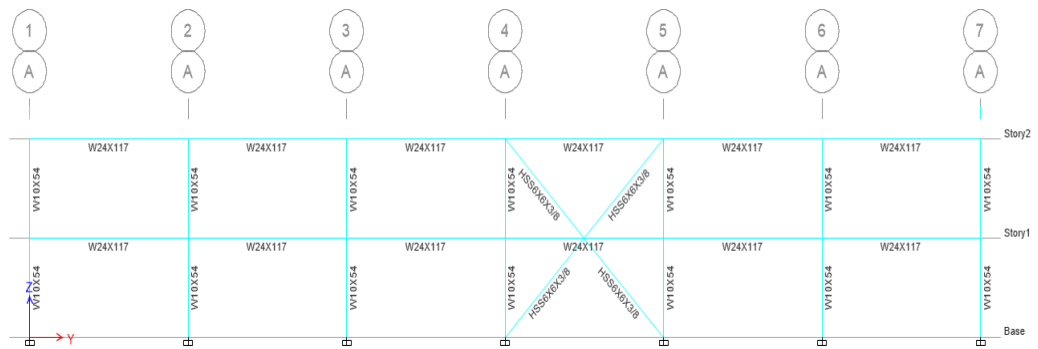 1 2 3 4 5 6 7
A A A A A A A
Story2
W24X117 W24X117 W24X117 W24X117 W24X117 W24X117
W10X54 W10X54 W10X54 W10X54 HSS6X6X3/8 HSS6X6X3/8 W10X54 W10X54 W10X54
Story1
W24X117 W24X117 W24X117 W24X117 W24X117 W24X117
W10X54 W10X54 W10X54 W10X54 HSS6X6X3/8 HSS6X6X3/8 W10X54 W10X54 W10X54
Z
Base
Y